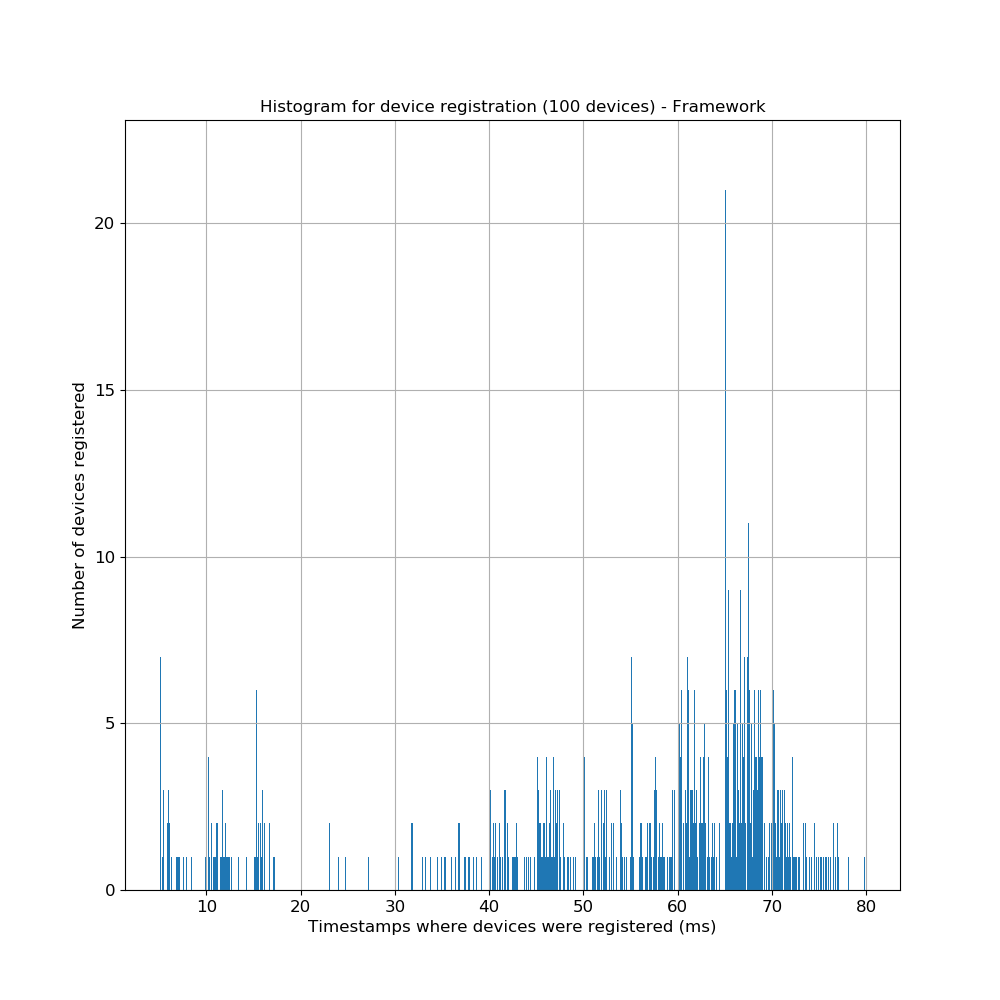 Histogram for device registration (100 devices) - Framework
Number of devices registered
20
15
10
5
0
10 20 30 40 50 60 70 80
Timestamps where devices were registered (ms)